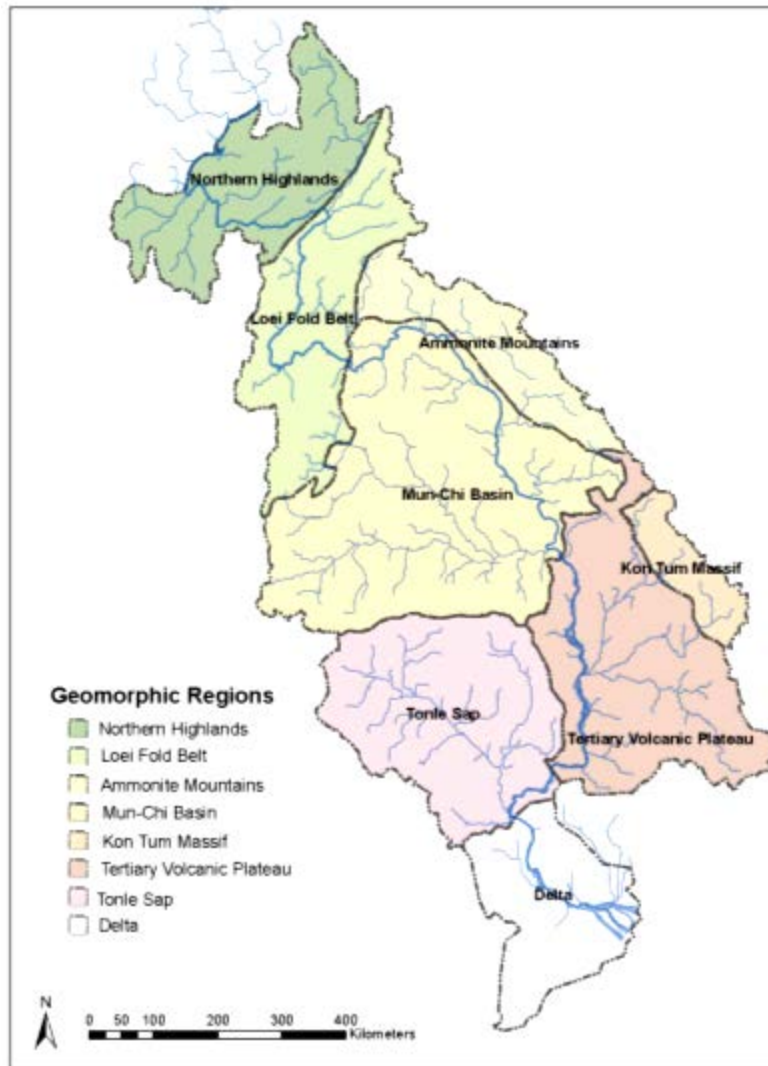 Northern Highlands
Loei Fold Belt
Ammonite Mountains
Mun-Chi Basin
Kon Tum Massif
Tonle Sap
Tertiary Volcanic Plateau
Delta
Geomorphic Regions
Northern Highlands
Loei Fold Belt
Ammonite Mountains
Mun-Chi Basin
Kon Tum Massif
Tertiary Volcanic Plateau
Tonle Sap
Delta
N
0 50 100 200 300 400
Kilometers